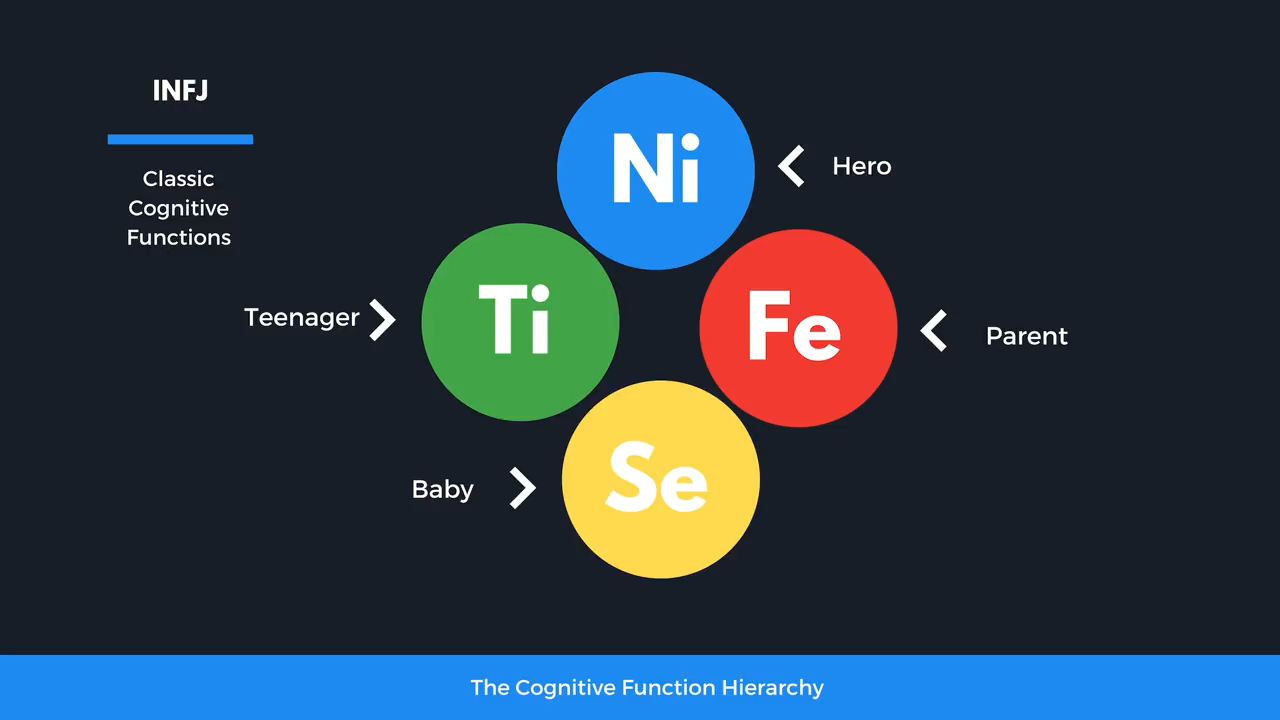 INFJ
Classic
Cognitive
Functions
Ni
Hero
Teenager
Ti
Fe
Parent
Baby
Se
The Cognitive Function Hierarchy